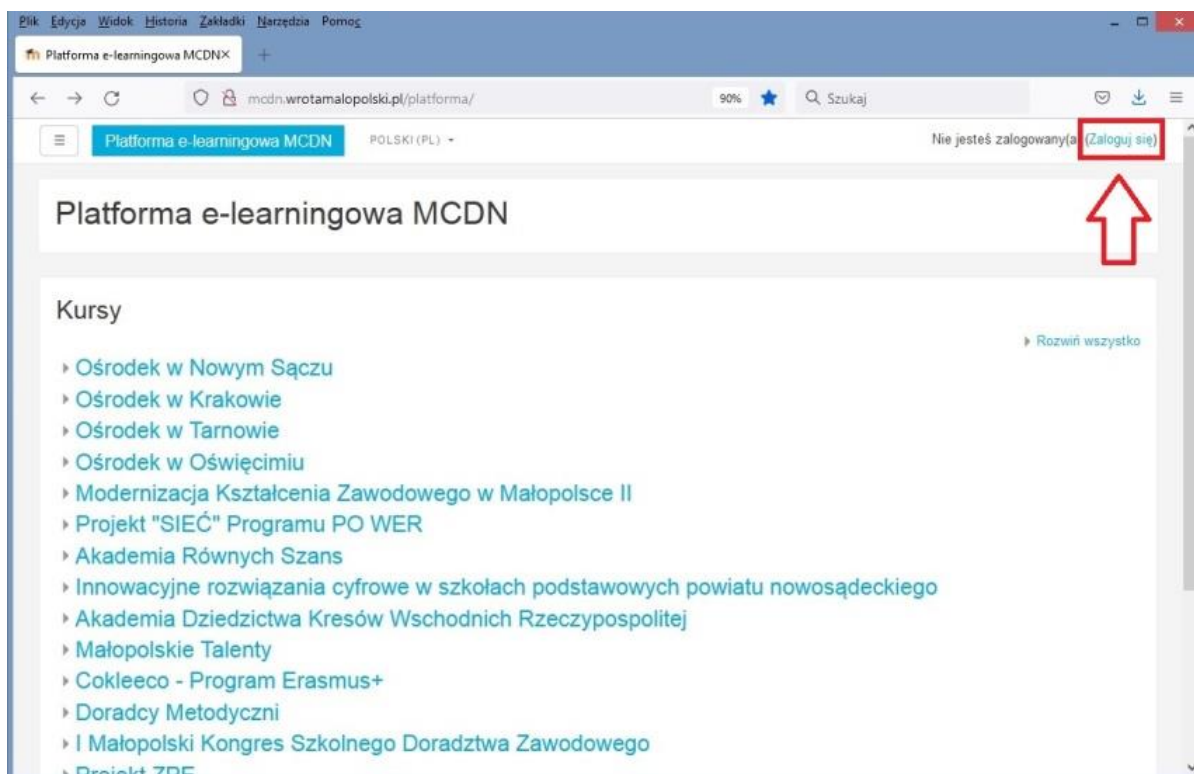 Plik Edycja Widok Historia Zakładki Narzędzia Pomoc
Platforma e-learningowa MCDN
mcdn.wrotamalopolski.pl/platforma/ 90% Szukaj
Platforma e-learningowa MCDN POLSKI (PL) Nie jesteś zalogowany(a) (Zaloguj się)
Platforma e-learningowa MCDN
Kursy
Rozwiń wszystko
Ośrodek w Nowym Sączu
Ośrodek w Krakowie
Ośrodek w Tarnowie
Ośrodek w Oświęcimiu
Modernizacja Kształcenia Zawodowego w Małopolsce II
Projekt "SIEĆ" Programu PO WER
Akademia Równych Szans
Innowacyjne rozwiązania cyfrowe w szkołach podstawowych powiatu nowosądeckiego
Akademia Dziedzictwa Kresów Wschodnich Rzeczypospolitej
Małopolskie Talenty
Cokleeco - Program Erasmus+
Doradcy Metodyczni
I Małopolski Kongres Szkolnego Doradztwa Zawodowego
Projekt ZPE